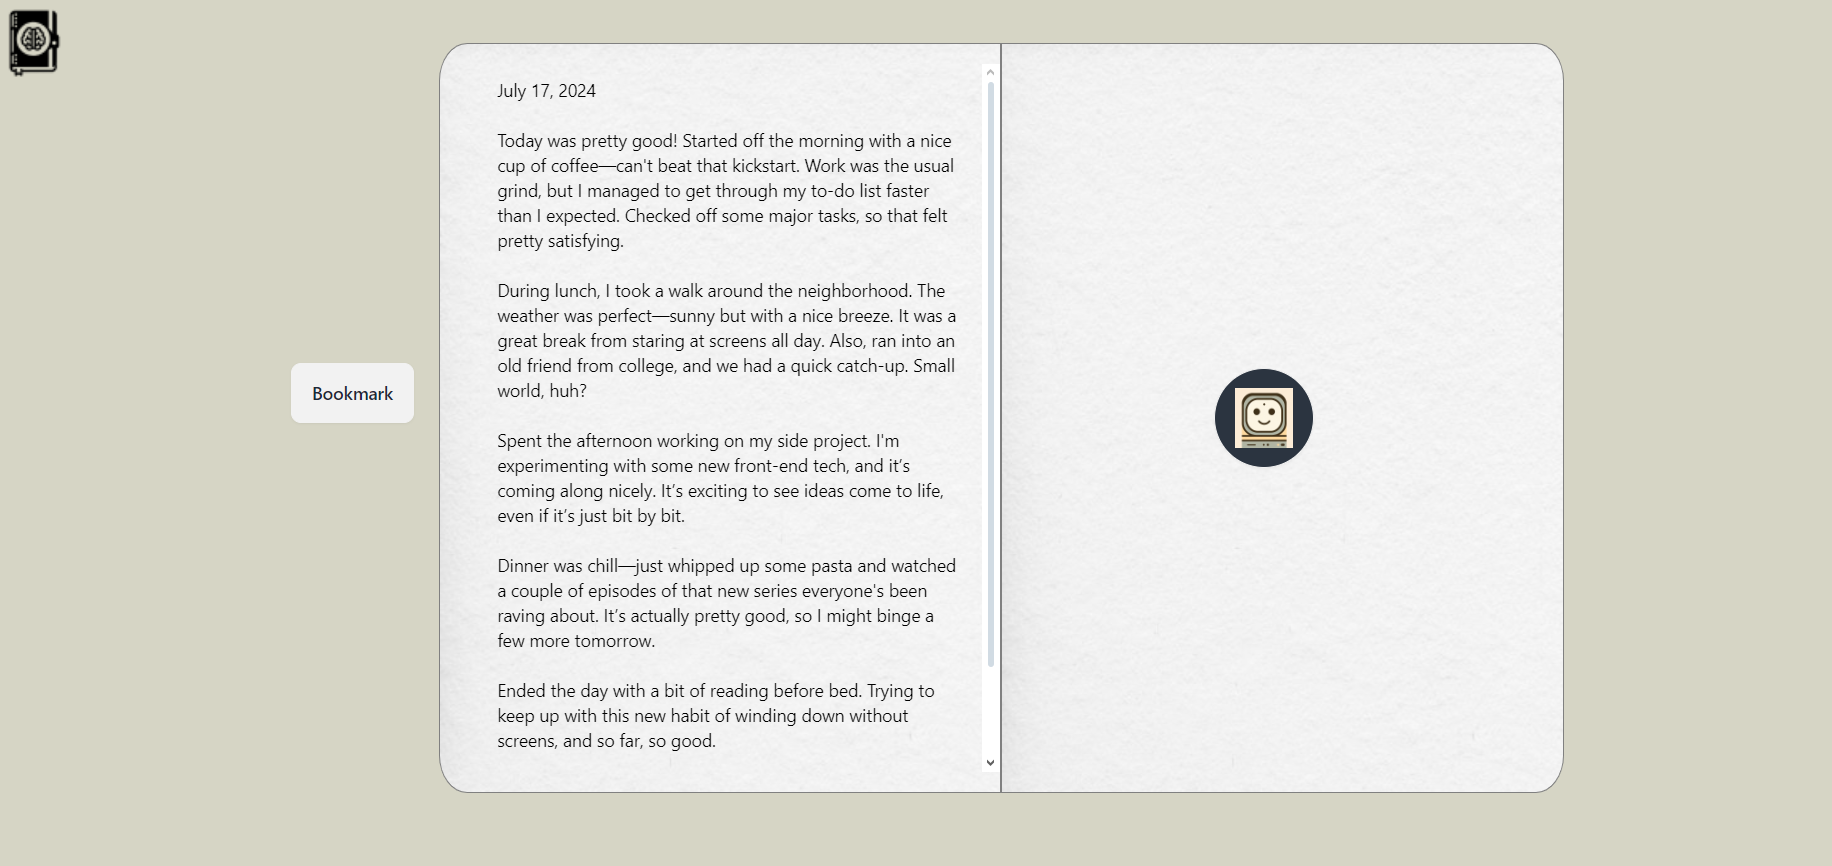 July 17, 2024
Today was pretty good! Started off the morning with a nice
cup of coffee—can't beat that kickstart. Work was the usual
grind, but I managed to get through my to-do list faster
than I expected. Checked off some major tasks, so that felt
pretty satisfying.
During lunch, I took a walk around the neighborhood. The
weather was perfect—sunny but with a nice breeze. It was a
great break from staring at screens all day. Also, ran into an
old friend from college, and we had a quick catch-up. Small
world, huh?
Spent the afternoon working on my side project. I'm
experimenting with some new front-end tech, and it’s
coming along nicely. It’s exciting to see ideas come to life,
even if it’s just bit by bit.
Dinner was chill—just whipped up some pasta and watched
a couple of episodes of that new series everyone's been
raving about. It’s actually pretty good, so I might binge a
few more tomorrow.
Ended the day with a bit of reading before bed. Trying to
keep up with this new habit of winding down without
screens, and so far, so good.
Bookmark